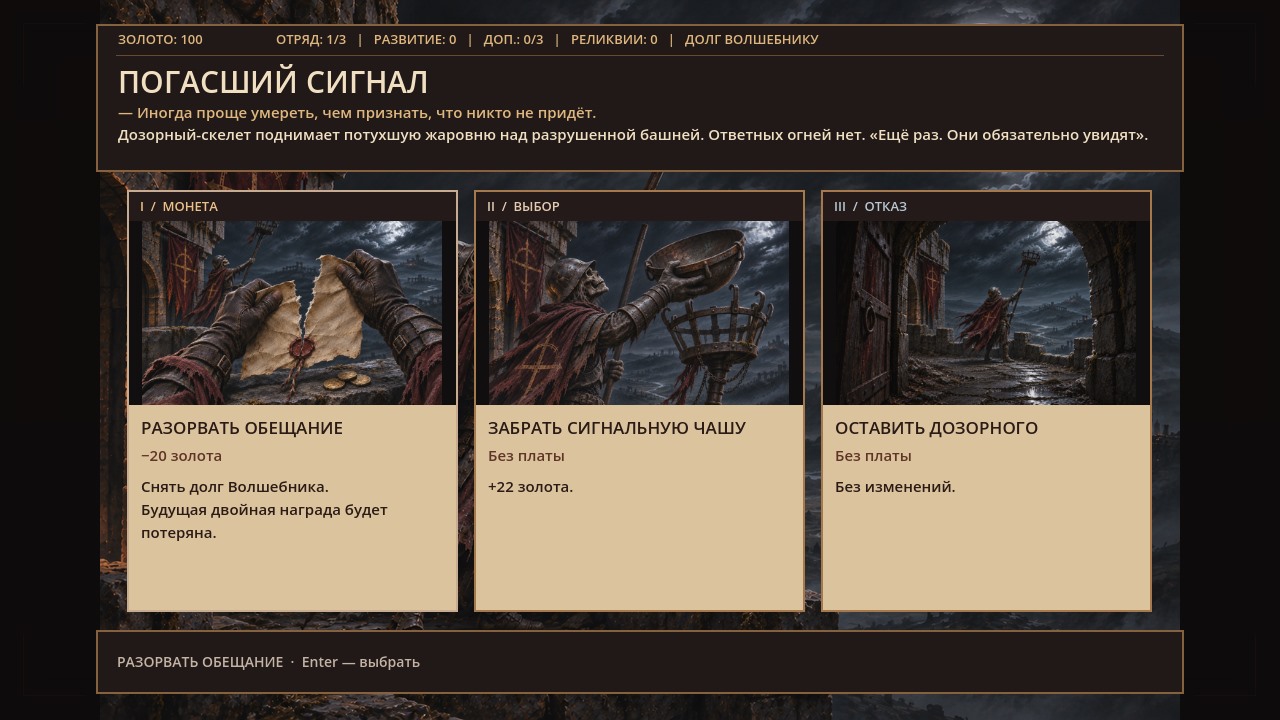 ЗОЛОТО: 100 ОТРЯД: 1/3 | РАЗВИТИЕ: 0 | ДОП.: 0/3 | РЕЛИКВИИ: 0 | ДОЛГ ВОЛШЕБНИКУ
ПОГАСШИЙ СИГНАЛ
— Иногда проще умереть, чем признать, что никто не придёт.
Дозорный-скелет поднимает потухшую жаровню над разрушенной башней. Ответных огней нет. «Ещё раз. Они обязательно увидят».
I / МОНЕТА
РАЗОРВАТЬ ОБЕЩАНИЕ
−20 золота
Снять долг Волшебника.
Будущая двойная награда будет
потеряна.
II / ВЫБОР
ЗАБРАТЬ СИГНАЛЬНУЮ ЧАШУ
Без платы
+22 золота.
III / ОТКАЗ
ОСТАВИТЬ ДОЗОРНОГО
Без платы
Без изменений.
РАЗОРВАТЬ ОБЕЩАНИЕ · Enter — выбрать